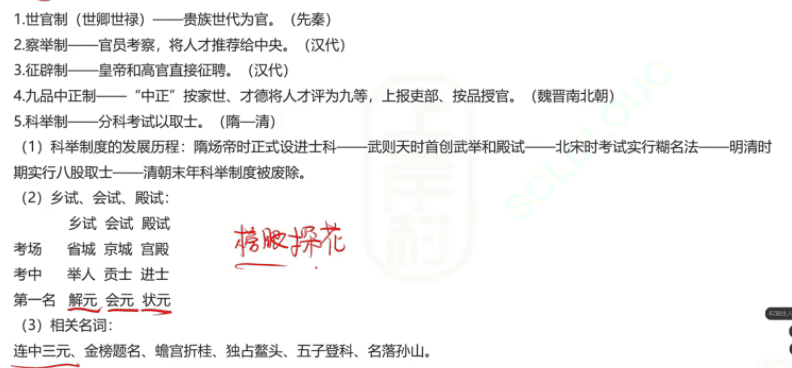 1.世官制（世卿世禄）——贵族世代为官。（先秦）
2.察举制——官员考察，将人才推荐给中央。（汉代）
3.征辟制——皇帝和高官直接征聘。（汉代）
4.九品中正制——“中正”按家世、才德将人才评为九等，上报吏部、按品授官。（魏晋南北朝）
5.科举制——分科考试以取士。（隋—清）
（1）科举制度的发展历程：隋炀帝时正式设进士科——武则天时首创武举和殿试——北宋时考试实行糊名法——明清时
期实行八股取士——清朝末年科举制度被废除。
（2）乡试、会试、殿试：
乡试 会试 殿试
考场 省城 京城 宫殿
考中 举人 贡士 进士
第一名 解元 会元 状元
榜眼 探花
（3）相关名词：
连中三元、金榜题名、蟾宫折桂、独占鳌头、五子登科、名落孙山。